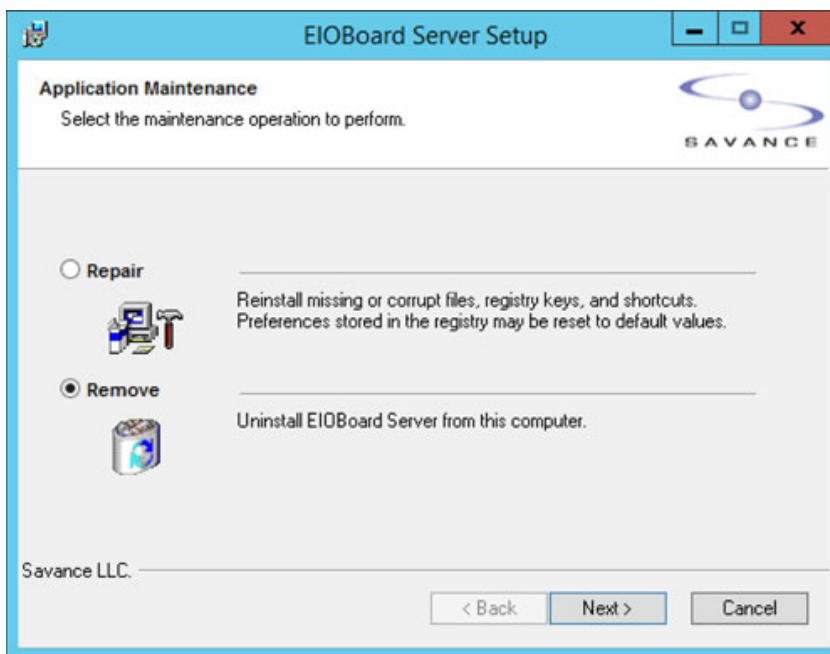 EIOBoard Server Setup
Application Maintenance
Select the maintenance operation to perform.
SAVANCE
Repair
Reinstall missing or corrupt files, registry keys, and shortcuts.
Preferences stored in the registry may be reset to default values.
Remove
Uninstall EIOBoard Server from this computer.
Savance LLC.
< Back Next > Cancel